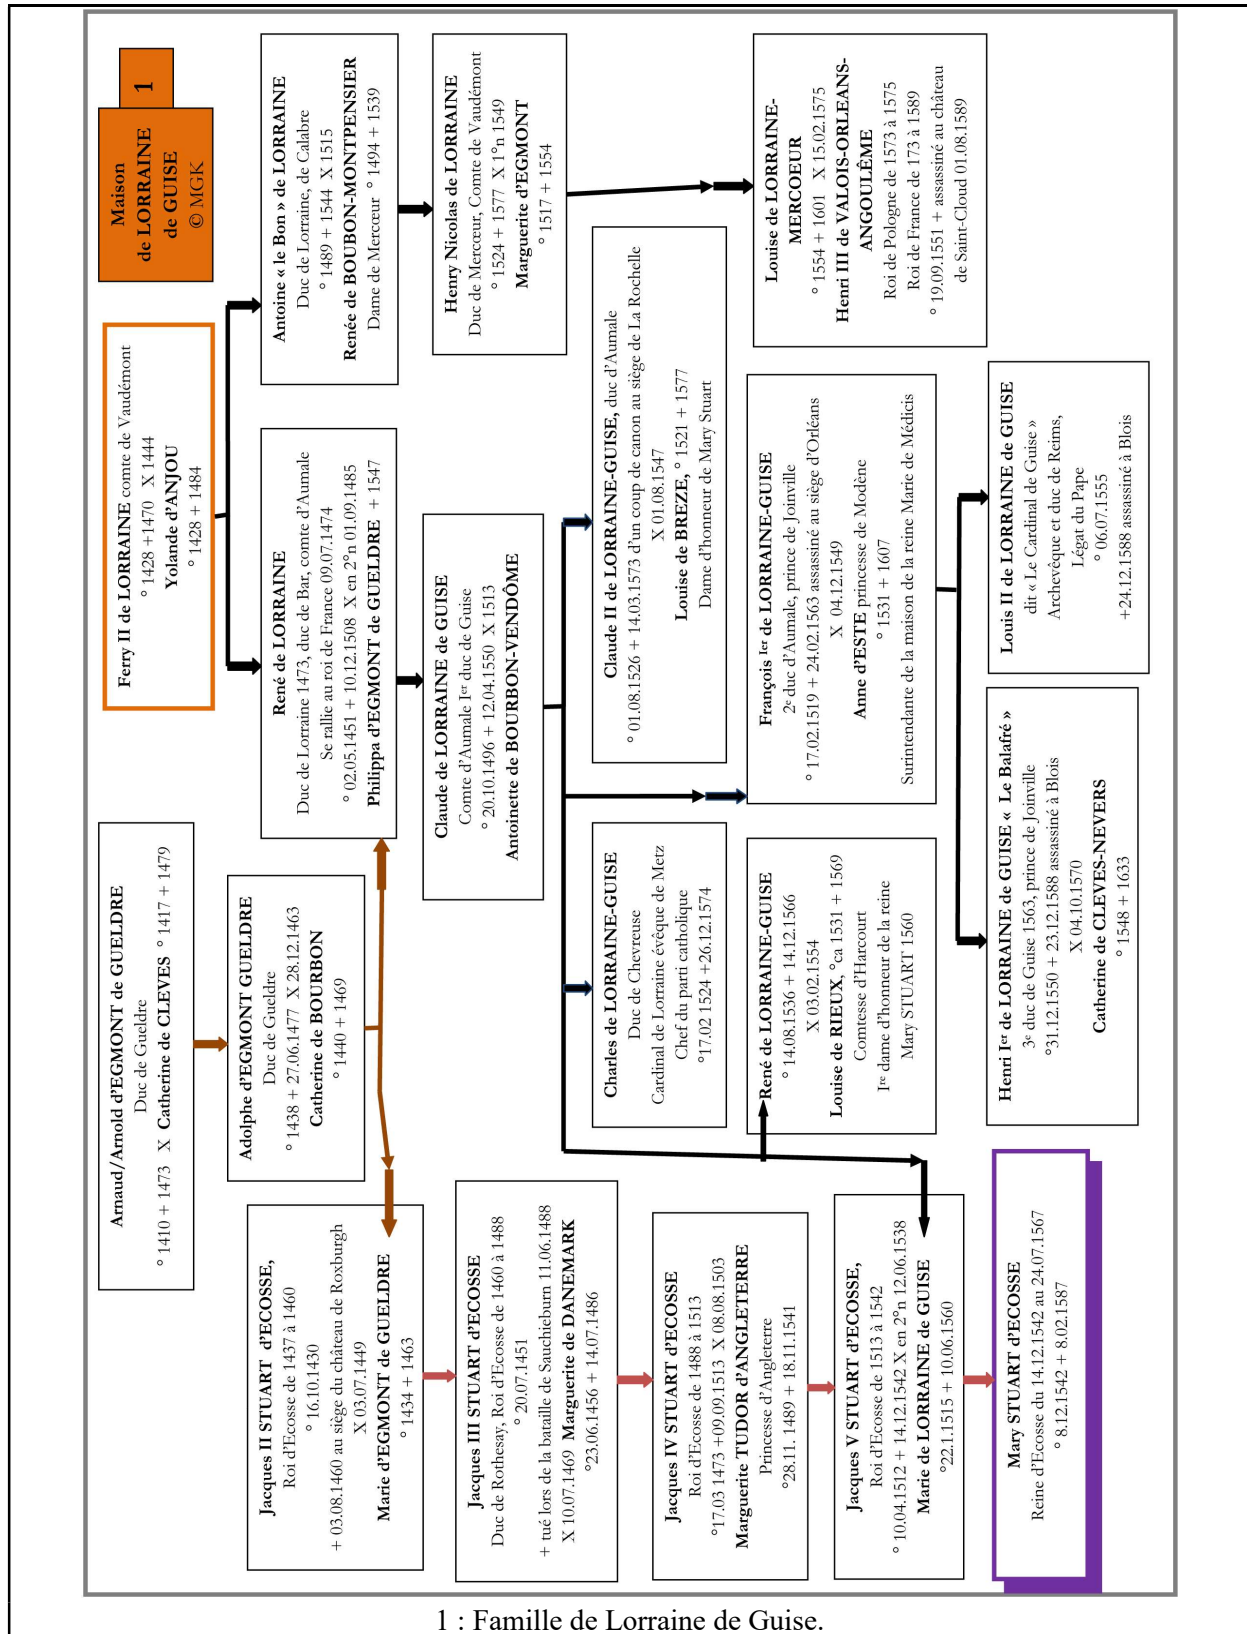 Maison
de LORRAINE
de GUISE
© MGK
1
Ferry II de LORRAINE comte de Vaudémont
° 1428 +1470 X 1444
Yolande d'ANJOU
° 1428 + 1484
Arnaud/Arnold d'EGMONT de GUELDRE
Duc de Gueldre
° 1410 + 1473 X Catherine de CLEVES ° 1417 + 1479
Antoine « le Bon » de LORRAINE
Duc de Lorraine, de Calabre
° 1489 + 1544 X 1515
Renée de BOUBON-MONTPENSIER
Dame de Mercœur ° 1494 + 1539
René de LORRAINE
Duc de Lorraine 1473, duc de Bar, comte d'Aumale
Se rallie au roi de France 09.07.1474
° 02.05.1451 + 10.12.1508 X en 2°n 01.09.1485
Philippa d'EGMONT de GUELDRE + 1547
Adolphe d'EGMONT GUELDRE
Duc de Gueldre
° 1438 + 27.06.1477 X 28.12.1463
Catherine de BOURBON
° 1440 + 1469
Jacques II STUART d'ECOSSE,
Roi d'Ecosse de 1437 à 1460
° 16.10.1430
+ 03.08.1460 au siège du château de Roxburgh
X 03.07.1449
Marie d'EGMONT de GUELDRE
° 1434 + 1463
Henry Nicolas de LORRAINE
Duc de Mercœur, Comte de Vaudémont
° 1524 + 1577 X 1°n 1549
Marguerite d'EGMONT
° 1517 + 1554
Claude de LORRAINE de GUISE
Comte d'Aumale Ier duc de Guise
° 20.10.1496 + 12.04.1550 X 1513
Antoinette de BOURBON-VENDÔME
Jacques III STUART d'ECOSSE
Duc de Rothesay, Roi d'Ecosse de 1460 à 1488
° 20.07.1451
+ tué lors de la bataille de Sauchieburn 11.06.1488
X 10.07.1469 Marguerite de DANEMARK
°23.06.1456 + 14.07.1486
Claude II de LORRAINE-GUISE, duc d'Aumale
° 01.08.1526 + 14.03.1573 d'un coup de canon au siège de La Rochelle
X 01.08.1547
Louise de BREZE, ° 1521 + 1577
Dame d'honneur de Mary Stuart
Charles de LORRAINE-GUISE
Duc de Chevreuse
Cardinal de Lorraine évêque de Metz
Chef du parti catholique
°17.02 1524 +26.12.1574
Jacques IV STUART d'ECOSSE
Roi d'Ecosse de 1488 à 1513
°17.03 1473 +09.09.1513 X 08.08.1503
Marguerite TUDOR d'ANGLETERRE
Princesse d'Angleterre
°28.11. 1489 + 18.11.1541
Louise de LORRAINE-
MERCOEUR
° 1554 + 1601 X 15.02.1575
Henri III de VALOIS-ORLEANS-
ANGOULÊME
Roi de Pologne de 1573 à 1575
Roi de France de 173 à 1589
° 19.09.1551 + assassiné au château
de Saint-Cloud 01.08.1589
François Ier de LORRAINE-GUISE
2e duc d'Aumale, prince de Joinville
° 17.02.1519 + 24.02.1563 assassiné au siège d'Orléans
X 04.12.1549
Anne d'ESTE princesse de Modène
° 1531 + 1607
Surintendante de la maison de la reine Marie de Médicis
René de LORRAINE-GUISE
° 14.08.1536 + 14.12.1566
X 03.02.1554
Louise de RIEUX, °ca 1531 + 1569
Comtesse d'Harcourt
Ire dame d'honneur de la reine
Mary STUART 1560
Jacques V STUART d'ECOSSE,
Roi d'Ecosse de 1513 à 1542
° 10.04.1512 + 14.12.1542 X en 2°n 12.06.1538
Marie de LORRAINE de GUISE
°22.1.1515 + 10.06.1560
Louis II de LORRAINE de GUISE
dit « Le Cardinal de Guise »
Archevêque et duc de Reims,
Légat du Pape
° 06.07.1555
+24.12.1588 assassiné à Blois
Henri Ier de LORRAINE de GUISE « Le Balafré »
3e duc de Guise 1563, prince de Joinville
°31.12.1550 + 23.12.1588 assassiné à Blois
X 04.10.1570
Catherine de CLEVES-NEVERS
° 1548 + 1633
Mary STUART d'ECOSSE
Reine d'Ecosse du 14.12.1542 au 24.07.1567
° 8.12.1542 + 8.02.1587
1 : Famille de Lorraine de Guise.